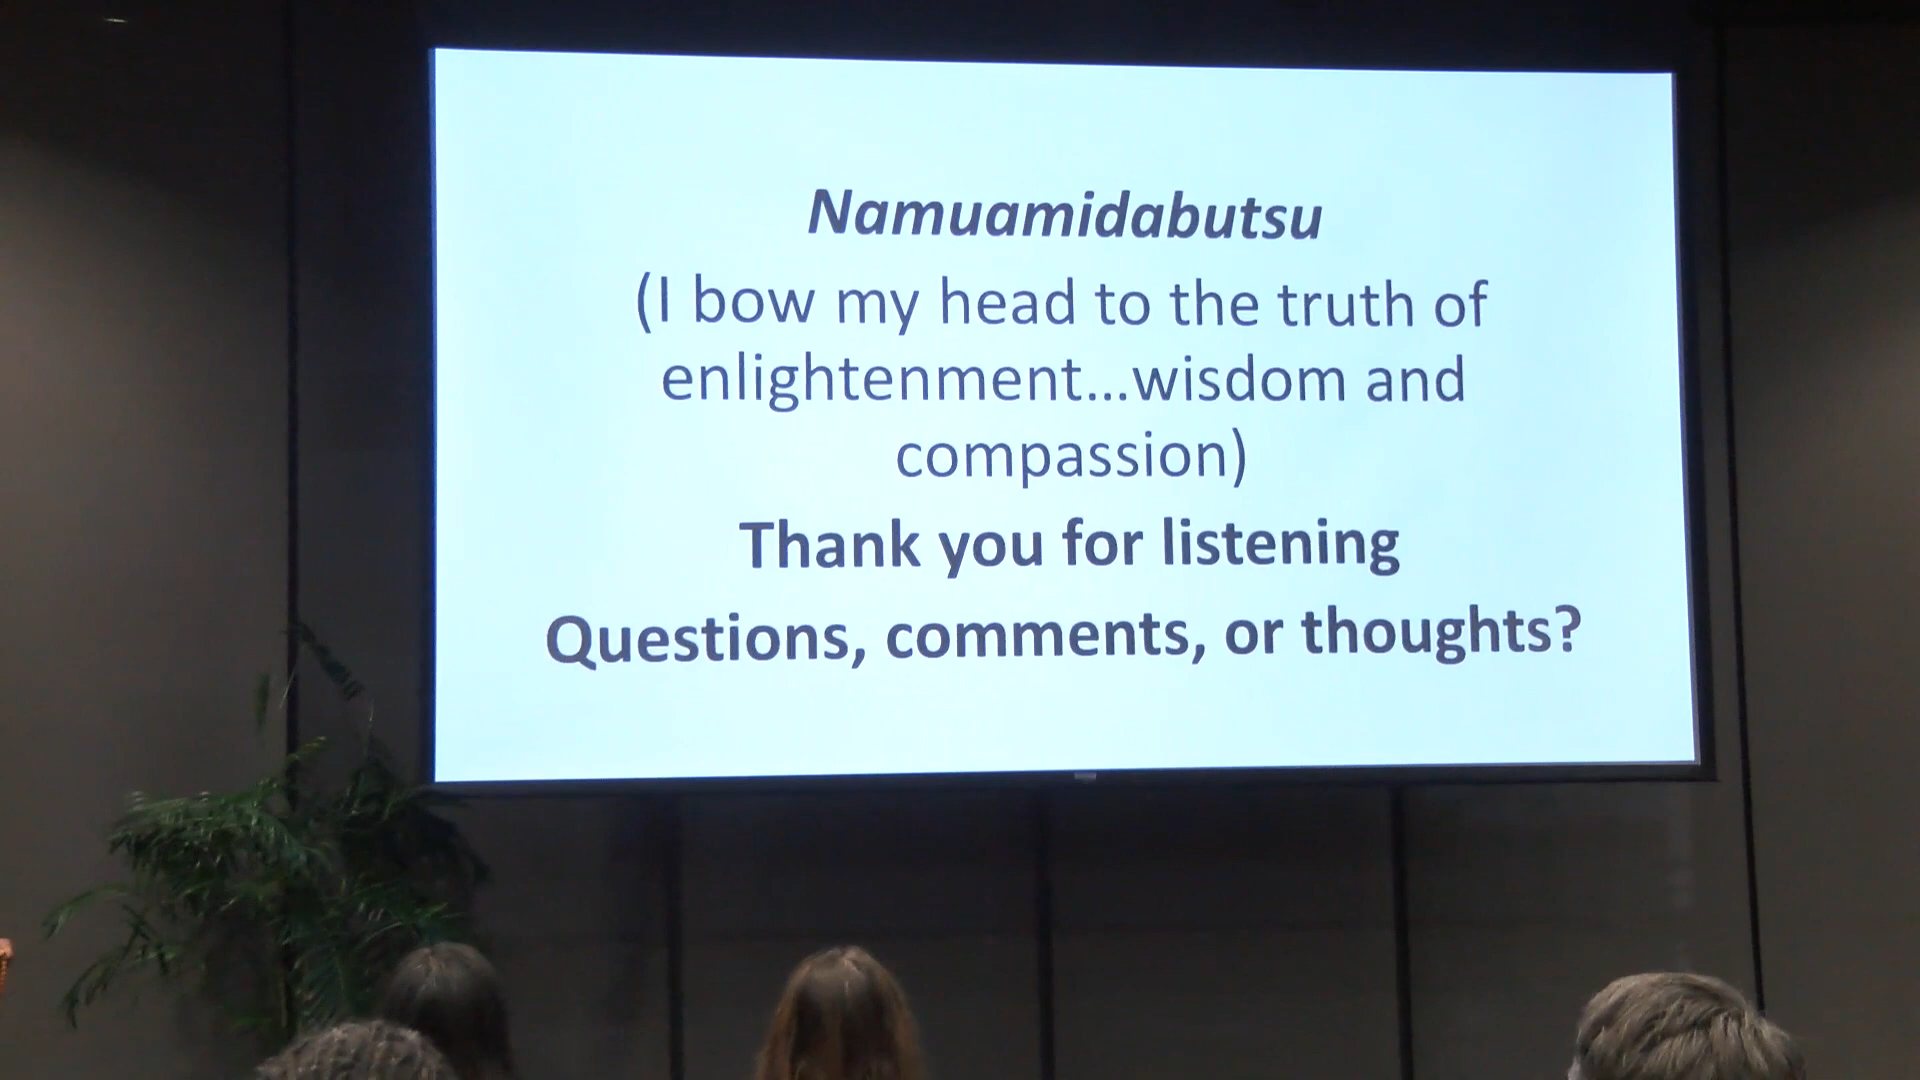 Namuamidabutsu
(I bow my head to the truth of
enlightenment...wisdom and
compassion)
Thank you for listening
Questions, comments, or thoughts?